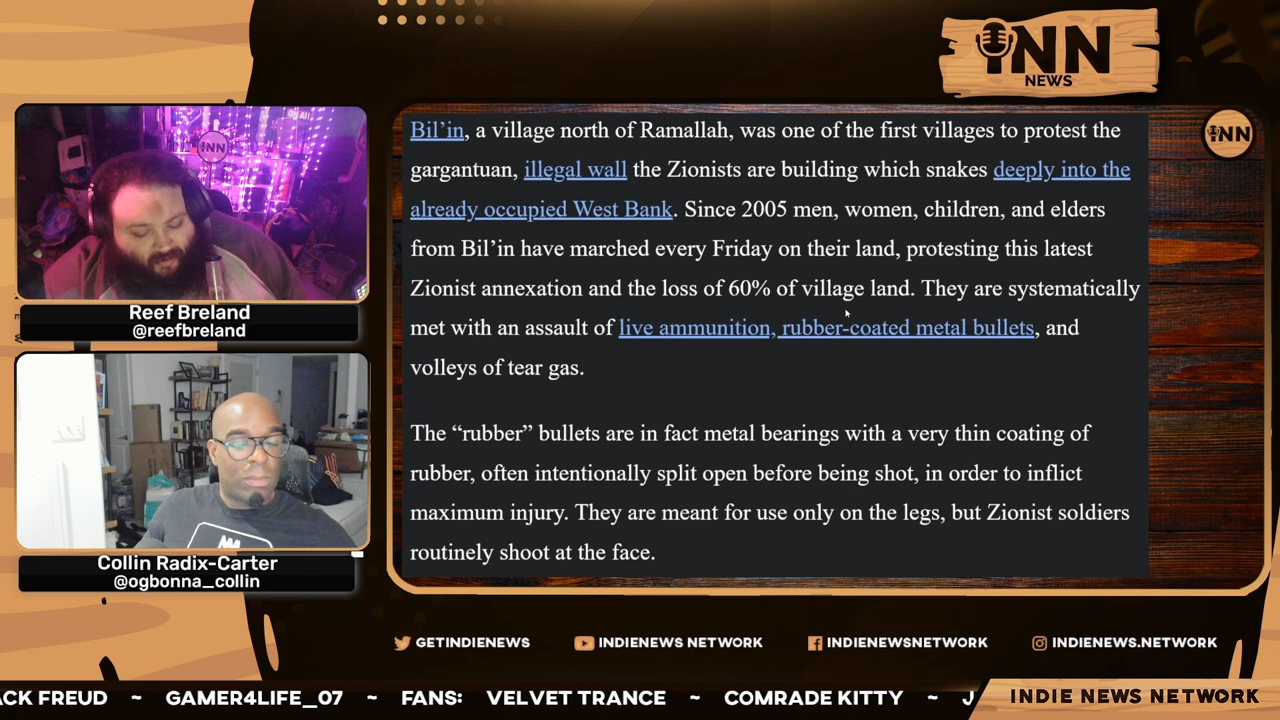 INN
NEWS
INN
Bil’in, a village north of Ramallah, was one of the first villages to protest the
gargantuan, illegal wall the Zionists are building which snakes deeply into the
already occupied West Bank. Since 2005 men, women, children, and elders
from Bil’in have marched every Friday on their land, protesting this latest
Zionist annexation and the loss of 60% of village land. They are systematically
met with an assault of live ammunition, rubber-coated metal bullets, and
volleys of tear gas.
The “rubber” bullets are in fact metal bearings with a very thin coating of
rubber, often intentionally split open before being shot, in order to inflict
maximum injury. They are meant for use only on the legs, but Zionist soldiers
routinely shoot at the face.
INN
Reef Breland
@reefbreland
Collin Radix-Carter
@ogbonna_collin
GETINDIENEWS
INDIENEWS NETWORK
INDIENEWSNETWORK
INDIENEWS.NETWORK
ACK FREUD ~ GAMER4LIFE_07 ~ FANS: VELVET TRANCE ~ COMRADE KITTY ~ J
INDIE NEWS NETWORK